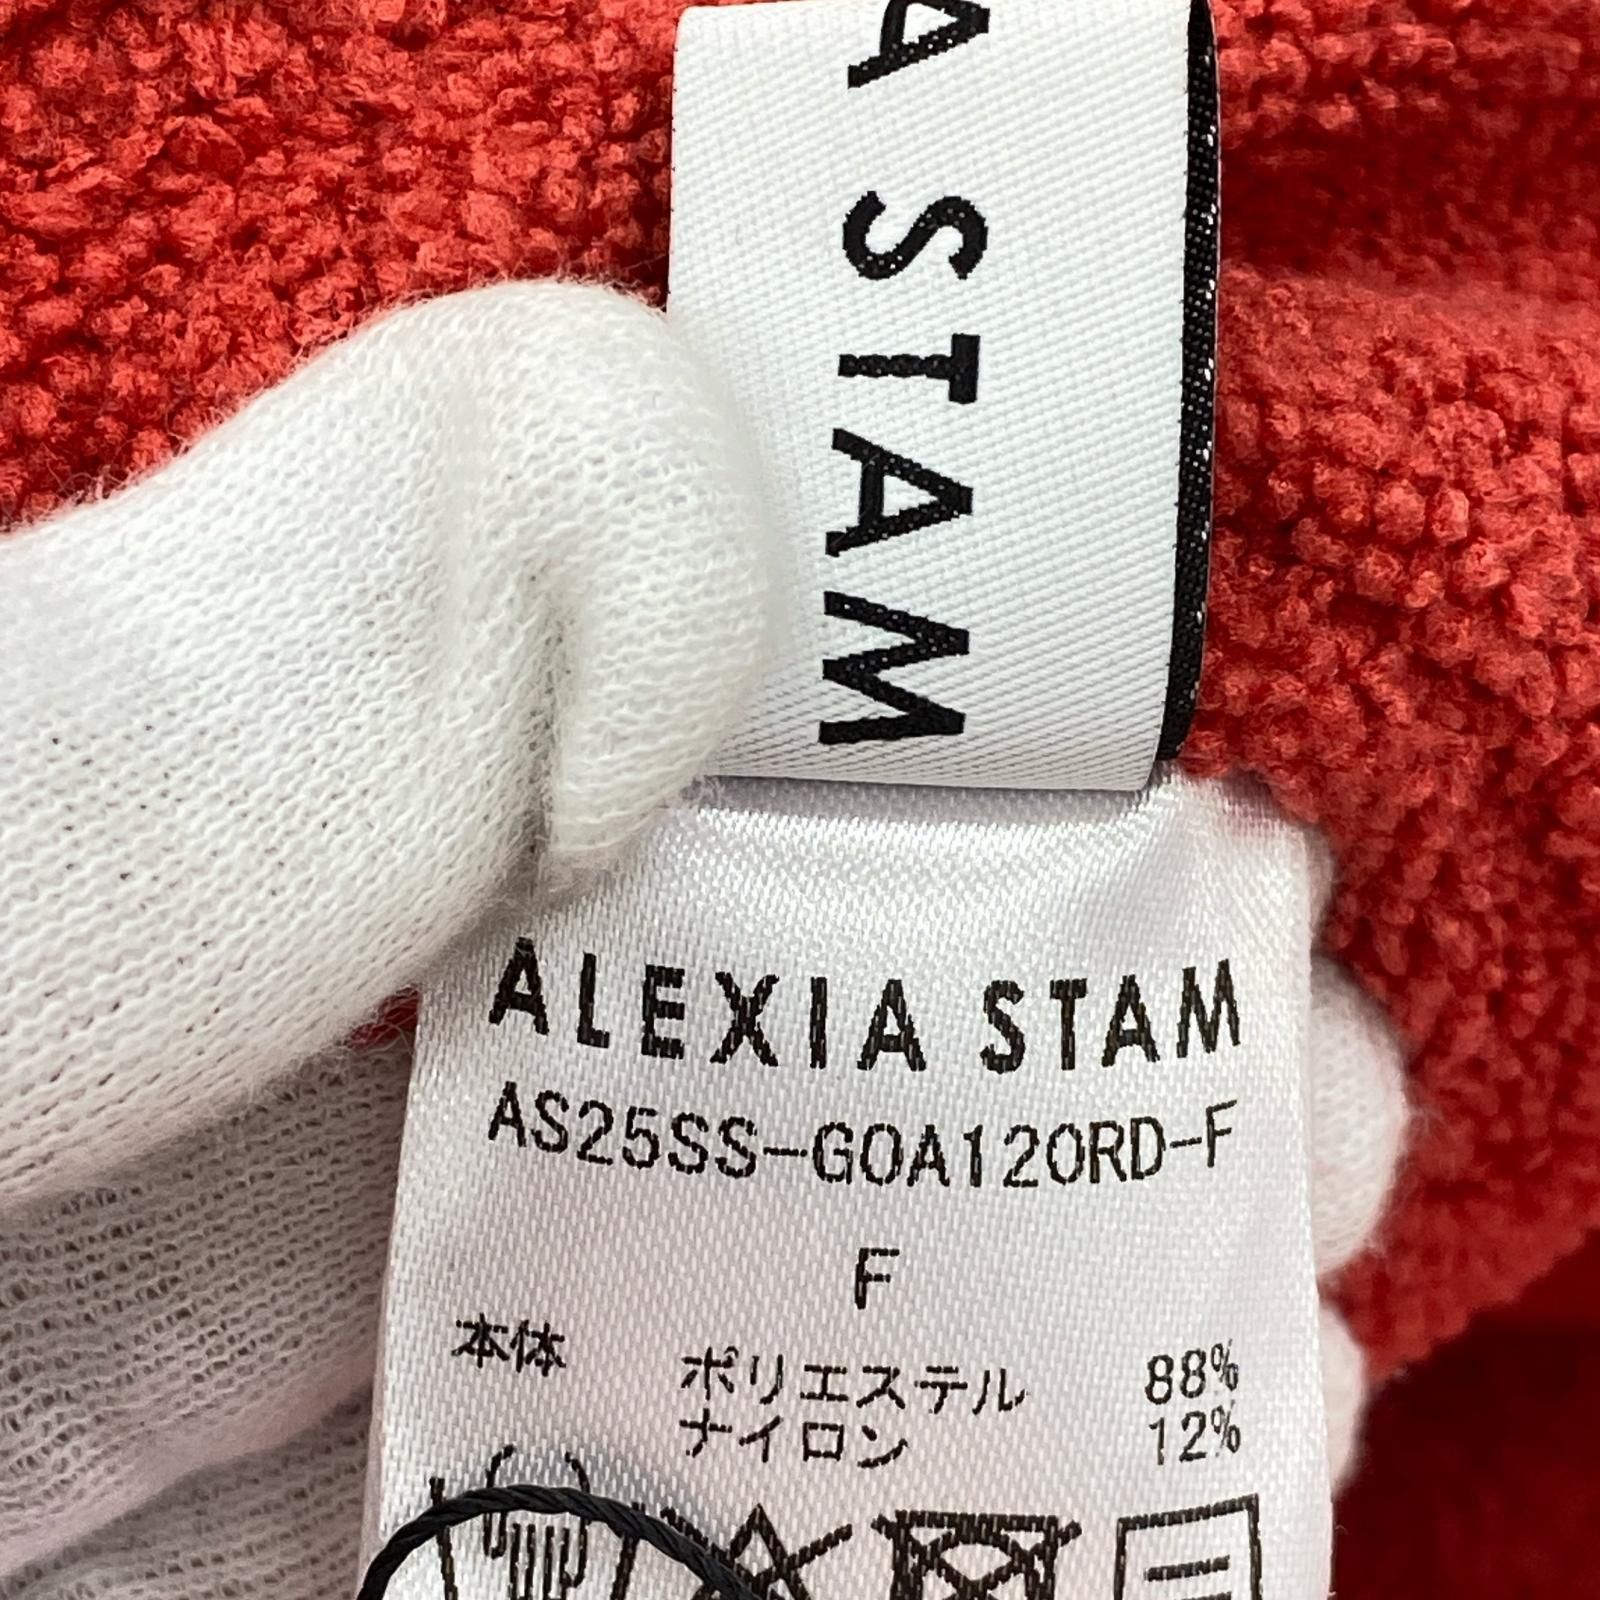 A STAM
ALEXIA STAM
AS25SS-GOA120RD-F
F
本体 ポリエステル 88%
ナイロン 12%